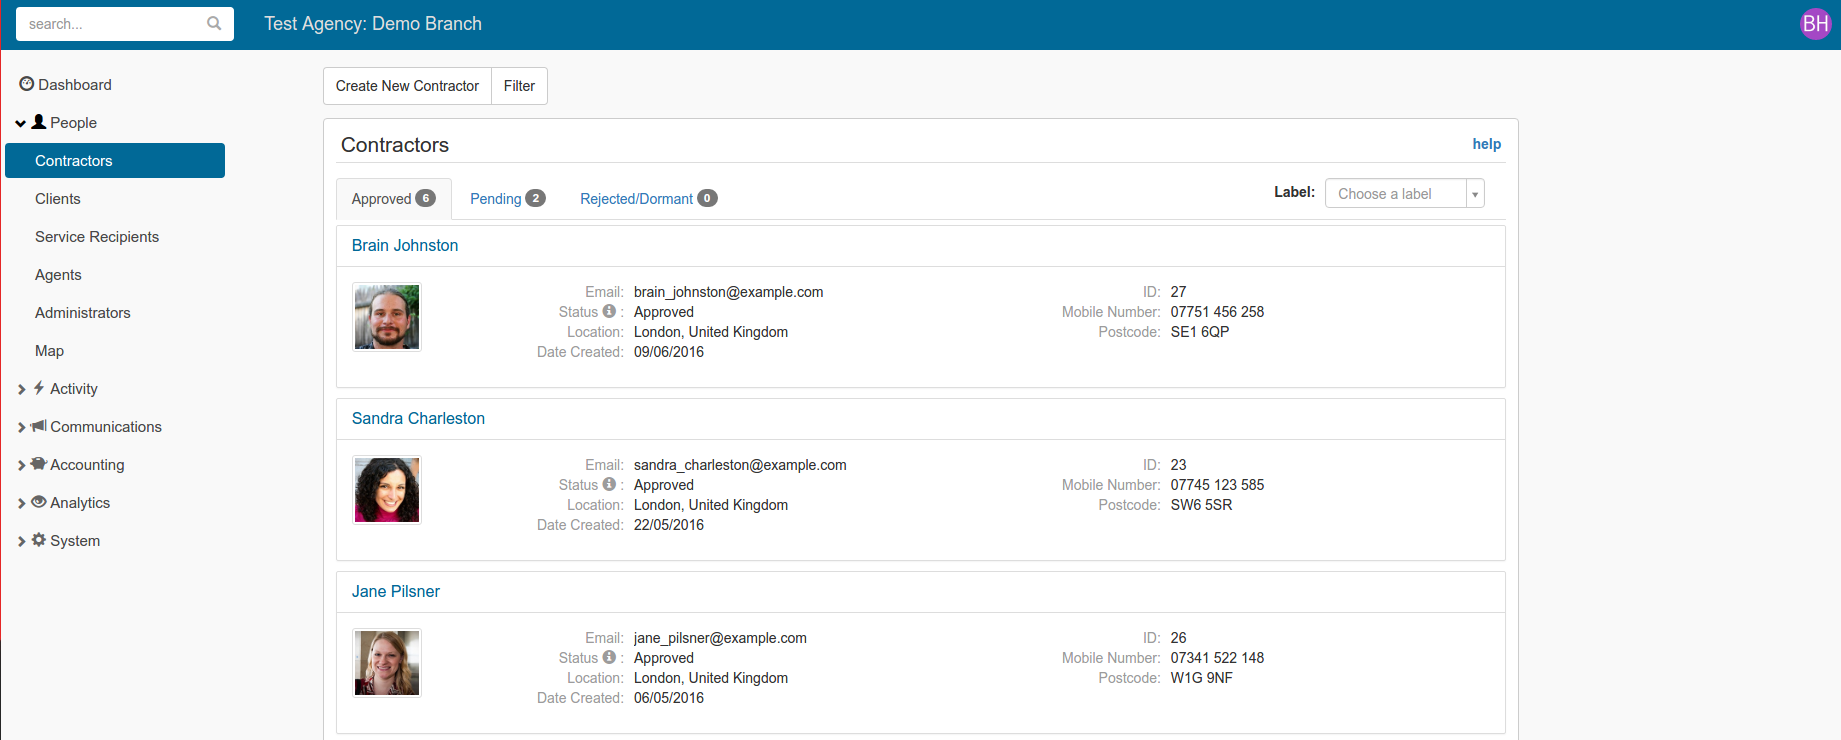 search...
Test Agency: Demo Branch
BH
Dashboard
People
Contractors
Clients
Service Recipients
Agents
Administrators
Map
Activity
Communications
Accounting
Analytics
System
Create New Contractor
Filter
Contractors
help
Approved 6
Pending 2
Rejected/Dormant 0
Label: Choose a label
Brain Johnston
Email: brain_johnston@example.com
ID: 27
Status : Approved
Mobile Number: 07751 456 258
Location: London, United Kingdom
Postcode: SE1 6QP
Date Created: 09/06/2016
Sandra Charleston
Email: sandra_charleston@example.com
ID: 23
Status : Approved
Mobile Number: 07745 123 585
Location: London, United Kingdom
Postcode: SW6 5SR
Date Created: 22/05/2016
Jane Pilsner
Email: jane_pilsner@example.com
ID: 26
Status : Approved
Mobile Number: 07341 522 148
Location: London, United Kingdom
Postcode: W1G 9NF
Date Created: 06/05/2016